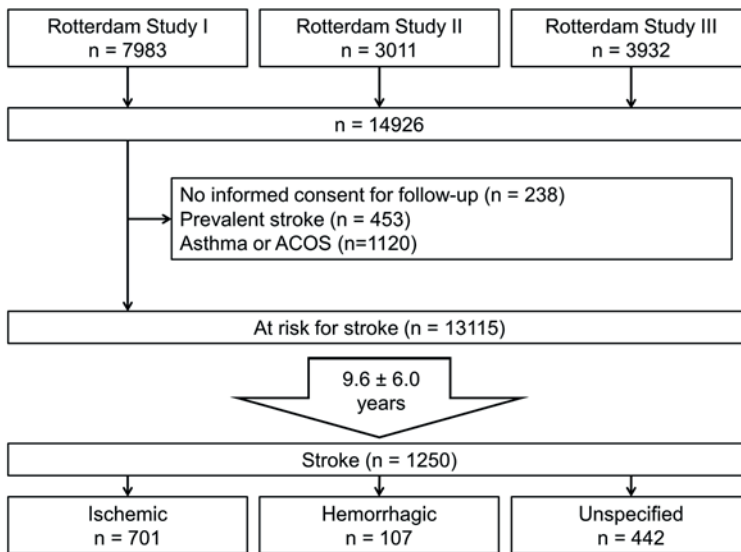 Rotterdam Study I
n = 7983
Rotterdam Study II
n = 3011
Rotterdam Study III
n = 3932
n = 14926
No informed consent for follow-up (n = 238)
Prevalent stroke (n = 453)
Asthma or ACOS (n=1120)
At risk for stroke (n = 13115)
9.6 ± 6.0
years
Stroke (n = 1250)
Ischemic
n = 701
Hemorrhagic
n = 107
Unspecified
n = 442